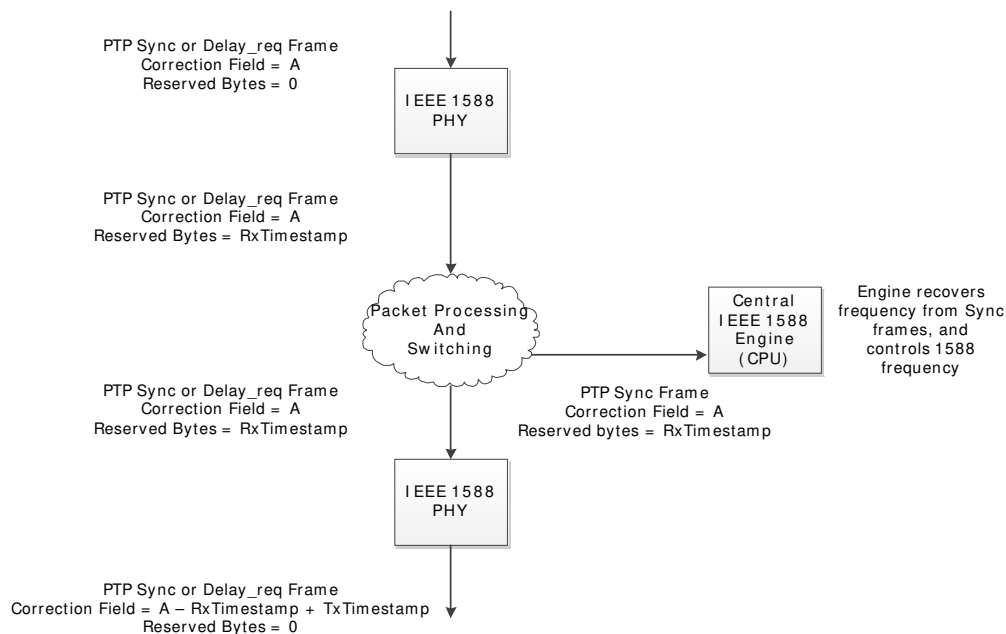 PTP Sync or Delay_req Frame
Correction Field = A
Reserved Bytes = 0
IEEE 1588
PHY
PTP Sync or Delay_req Frame
Correction Field = A
Reserved Bytes = RxTimestamp
Packet Processing
And
Switching
Central
IEEE 1588
Engine
(CPU)
Engine recovers
frequency from Sync
frames, and
controls 1588
frequency
PTP Sync or Delay_req Frame
Correction Field = A
Reserved Bytes = RxTimestamp
PTP Sync Frame
Correction Field = A
Reserved bytes = RxTimestamp
IEEE 1588
PHY
PTP Sync or Delay_req Frame
Correction Field = A – RxTimestamp + TxTimestamp
Reserved Bytes = 0